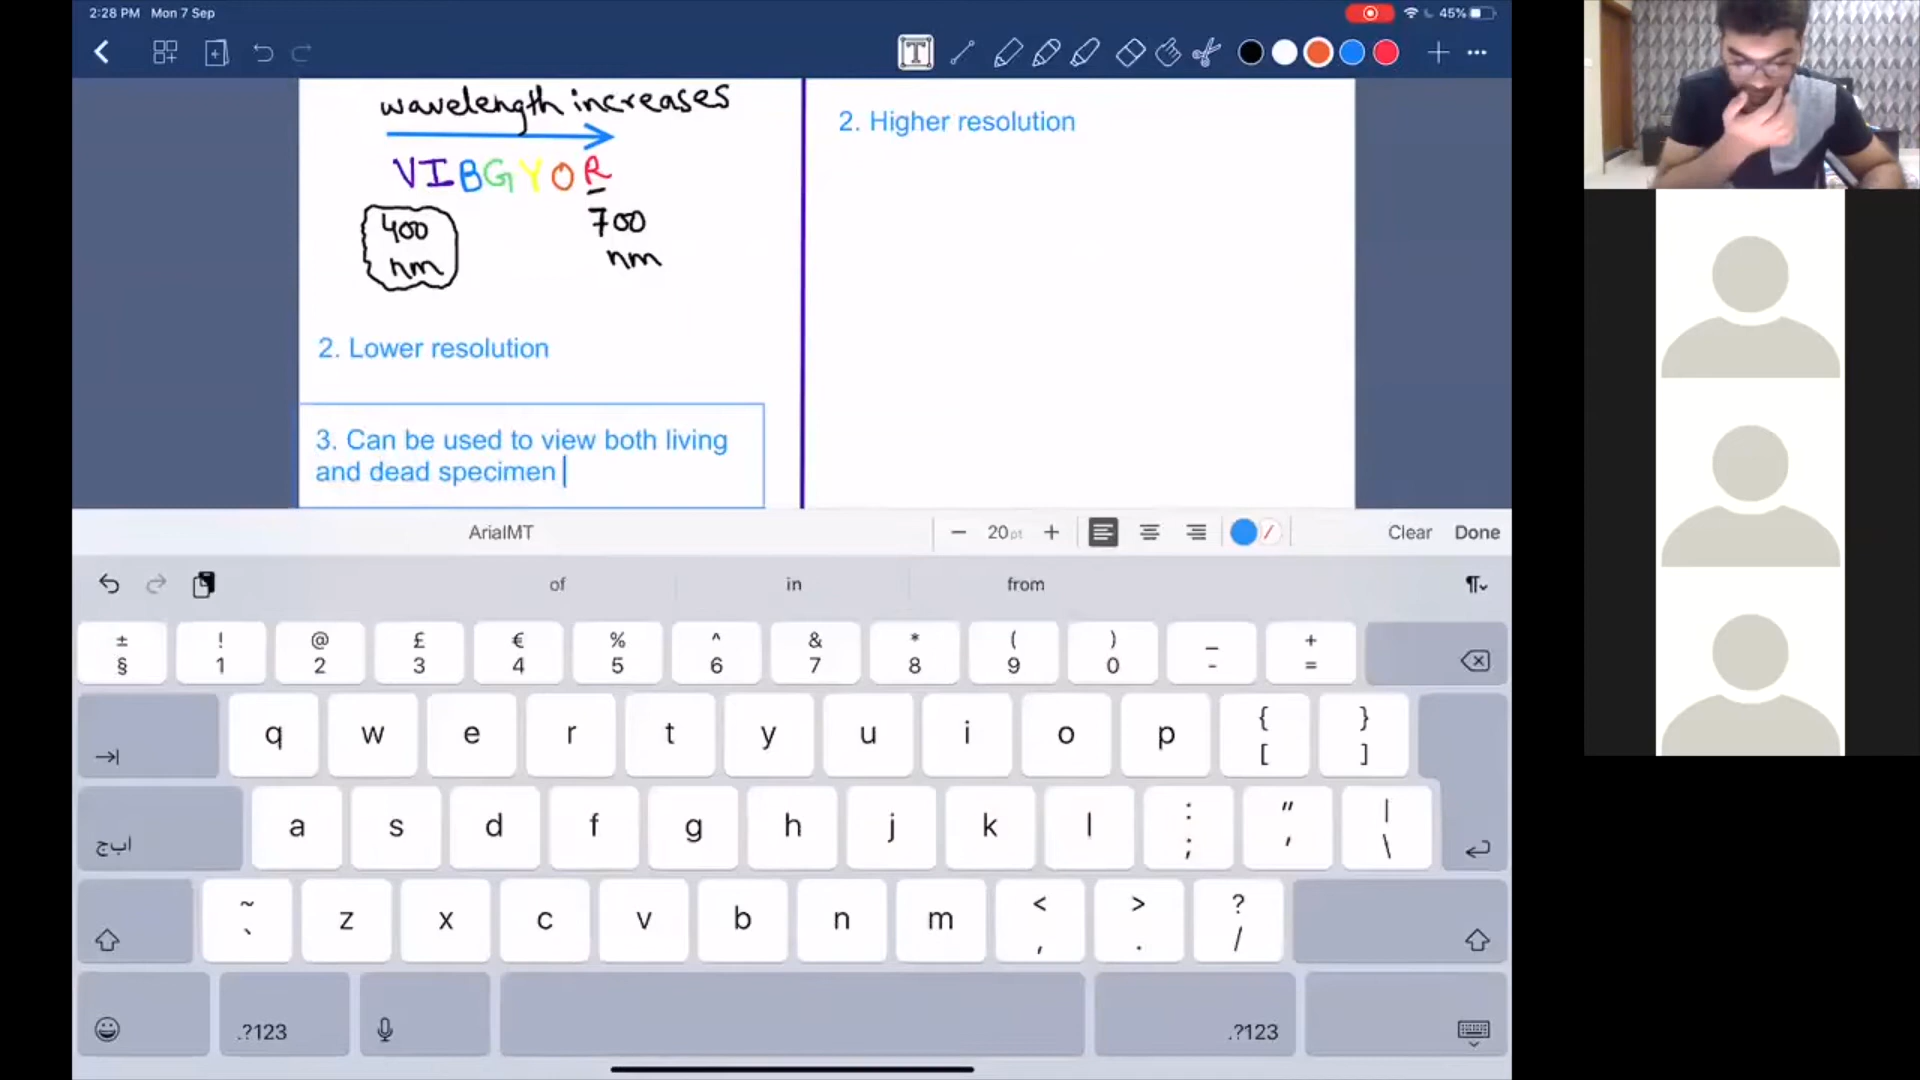 2:28 PM Mon 7 Sep
45%
T
wavelength increases
VIBGYOR
400
nm
700
nm
2. Lower resolution
3. Can be used to view both living
and dead specimen
2. Higher resolution
ArialMT
20pt
Clear
Done
of
in
from
± ! @ £ € % ^ & * ( ) _ +
§ 1 2 3 4 5 6 7 8 9 0 - =
q w e r t y u i o p { }
[ ]
ابج
a s d f g h j k l : " |
; ' \
~ z x c v b n m < > ?
` , . /
.?123
.?123